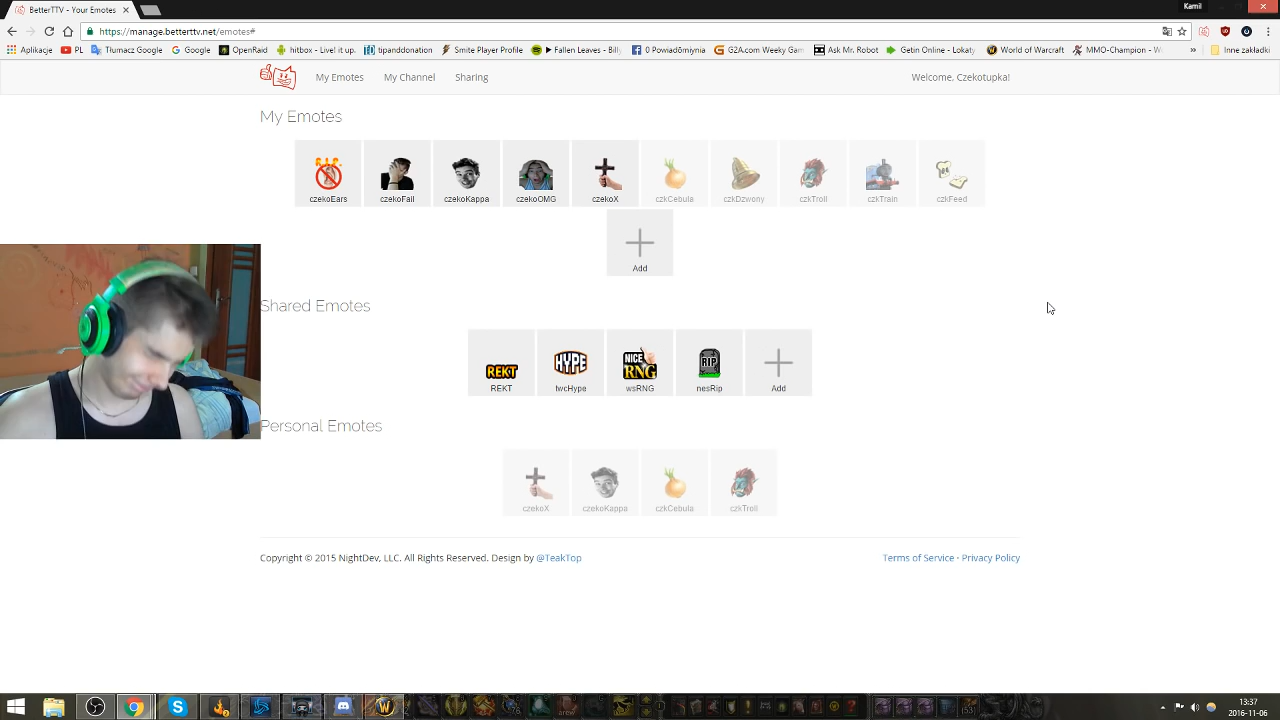 BetterTTV - Your Emotes
Kamil
https://manage.betterttv.net/emotes#
Aplikacje PL Tłumacz Google Google OpenRaid hitbox - Live! it up. tipanddonation Smite Player Profile Fallen Leaves - Billy 0 Powiadōmiynia G2Acom Weeky Gam Ask Mr. Robot Getin Online - Lokaj World of Warcraft MMO-Champion - W » Inne zakładki
My Emotes My Channel Sharing Welcome, Czekotupka!
My Emotes
czekoEars czekoFail czekoKappa czekoOMG czekoX czkCebula czkDzwony czkTroll czkTrain czkFeed
Add
Shared Emotes
REKT HYPE NICE RNG RIP
REKT lwcHype wsRNG nesRip Add
Personal Emotes
czekoX czekoKappa czkCebula czkTroll
Copyright © 2015 NightDev, LLC. All Rights Reserved. Design by @TeakTop Terms of Service · Privacy Policy
13:37
2016-11-06